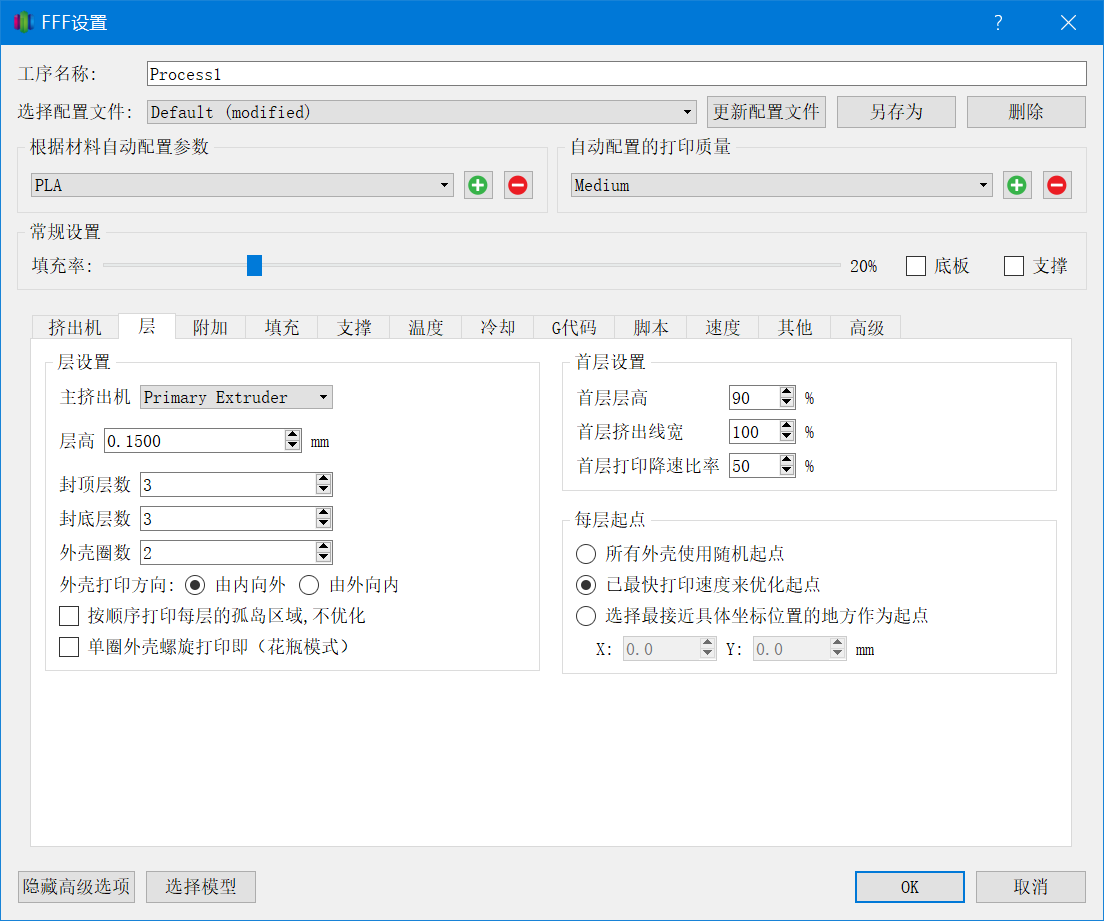 FFF设置
工序名称: Process1
选择配置文件: Default (modified) 更新配置文件 另存为 删除
根据材料自动配置参数 自动配置的打印质量
PLA Medium
常规设置
填充率: 20% 底板 支撑
挤出机 层 附加 填充 支撑 温度 冷却 G代码 脚本 速度 其他 高级
层设置
主挤出机 Primary Extruder
层高 0.1500 mm
封顶层数 3
封底层数 3
外壳圈数 2
外壳打印方向: 由内向外 由外向内
按顺序打印每层的孤岛区域,不优化
单圈外壳螺旋打印即（花瓶模式）
首层设置
首层层高 90 %
首层挤出线宽 100 %
首层打印降速比率 50 %
每层起点
所有外壳使用随机起点
已最快打印速度来优化起点
选择最接近具体坐标位置的地方作为起点
X: 0.0 Y: 0.0 mm
隐藏高级选项 选择模型 OK 取消